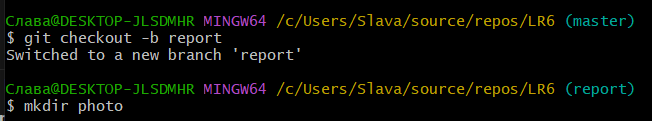 Слава@DESKTOP-JLSDMHR MINGW64 /c/Users/Slava/source/repos/LR6 (master)
$ git checkout -b report
Switched to a new branch 'report'
Слава@DESKTOP-JLSDMHR MINGW64 /c/Users/Slava/source/repos/LR6 (report)
$ mkdir photo